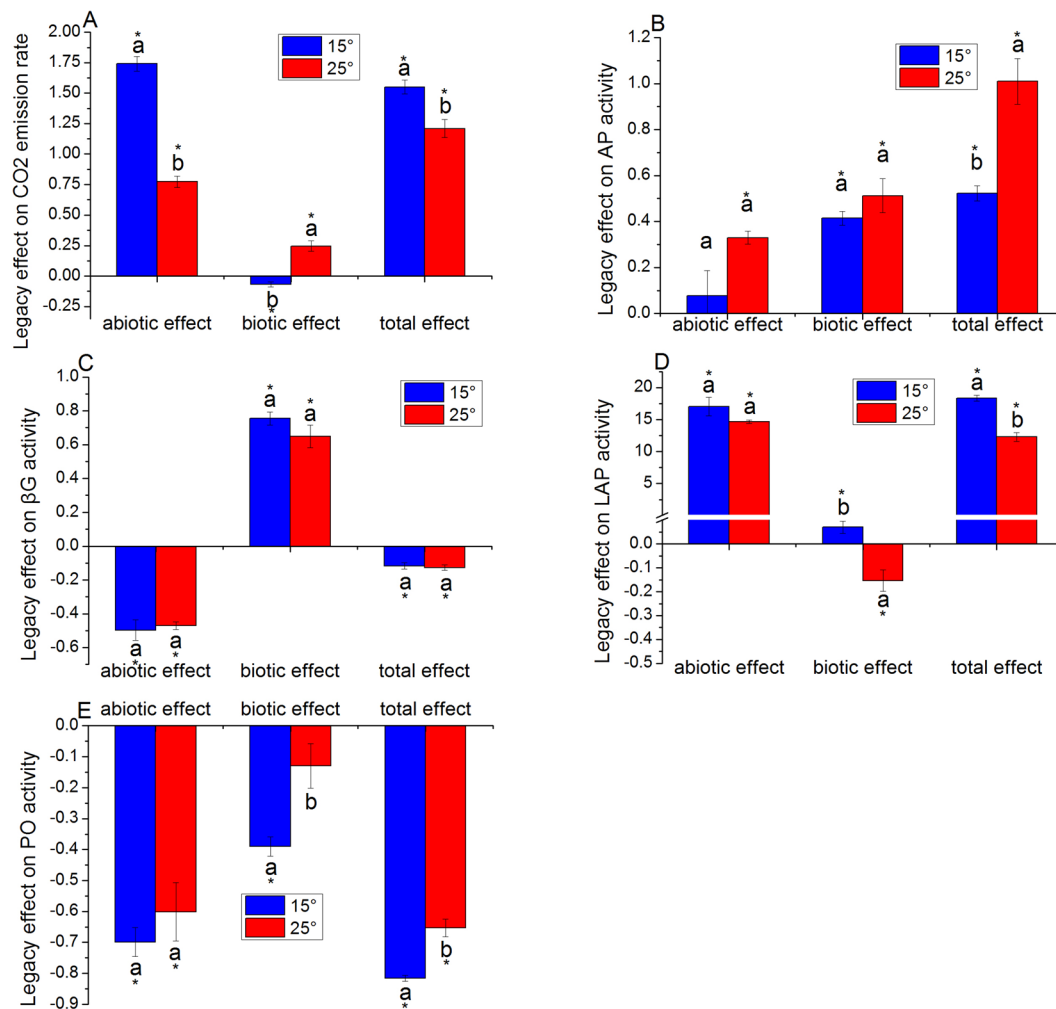 A
Legacy effect on CO2 emission rate
2.00
1.75
1.50
1.25
1.00
0.75
0.50
0.25
0.00
-0.25
15°
25°
* a
* b
b *
* a
* a
* b
abiotic effect biotic effect total effect
B
Legacy effect on AP activity
1.2
1.0
0.8
0.6
0.4
0.2
0.0
15°
25°
a
* a
* a
* a
* b
* a
abiotic effect biotic effect total effect
C
Legacy effect on βG activity
1.0
0.8
0.6
0.4
0.2
0.0
-0.2
-0.4
-0.6
15°
25°
a *
a *
* a
* a
a *
a *
abiotic effect biotic effect total effect
D
Legacy effect on LAP activity
20
15
10
0.0
-0.1
-0.2
-0.3
-0.4
-0.5
15°
25°
* a
* a
* b
a *
* a
* b
abiotic effect biotic effect total effect
E
abiotic effect biotic effect total effect
Legacy effect on PO activity
0.0
-0.1
-0.2
-0.3
-0.4
-0.5
-0.6
-0.7
-0.8
-0.9
a *
a *
a *
b
a *
b *
15°
25°